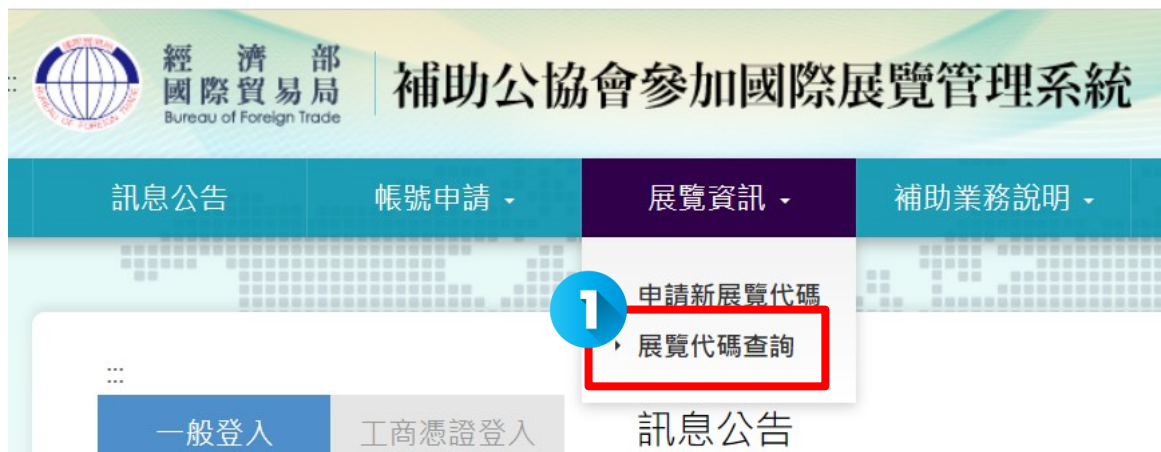 經濟部
國際貿易局
Bureau of Foreign Trade
補助公協會參加國際展覽管理系統
訊息公告
帳號申請
展覽資訊
補助業務說明
申請新展覽代碼
1
展覽代碼查詢
:::
一般登入
工商憑證登入
訊息公告